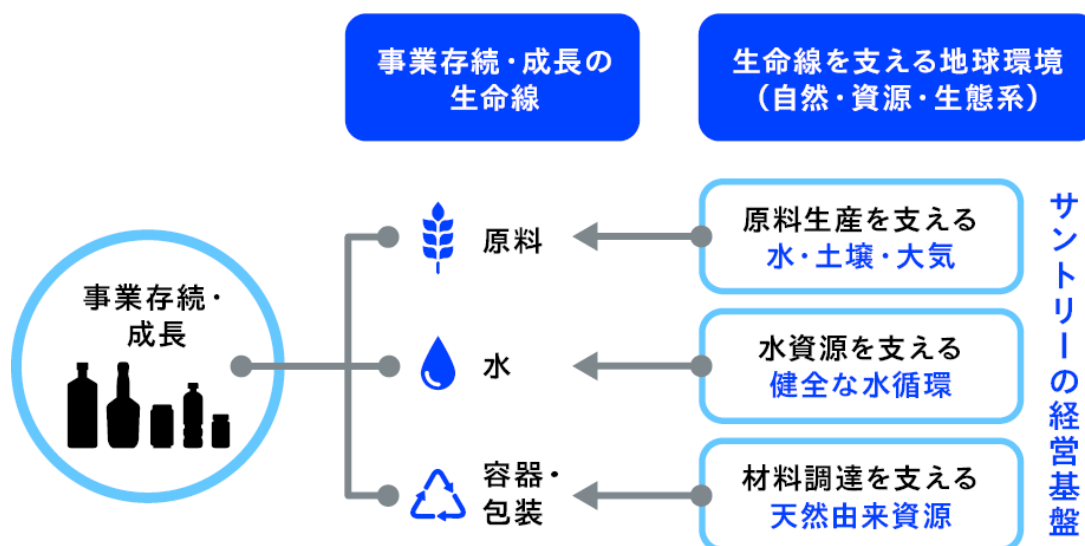 事業存続・成長の
生命線
生命線を支える地球環境
（自然・資源・生態系）
事業存続・
成長
原料
水
容器・
包装
原料生産を支える
水・土壌・大気
水資源を支える
健全な水循環
材料調達を支える
天然由来資源
サントリーの経営基盤